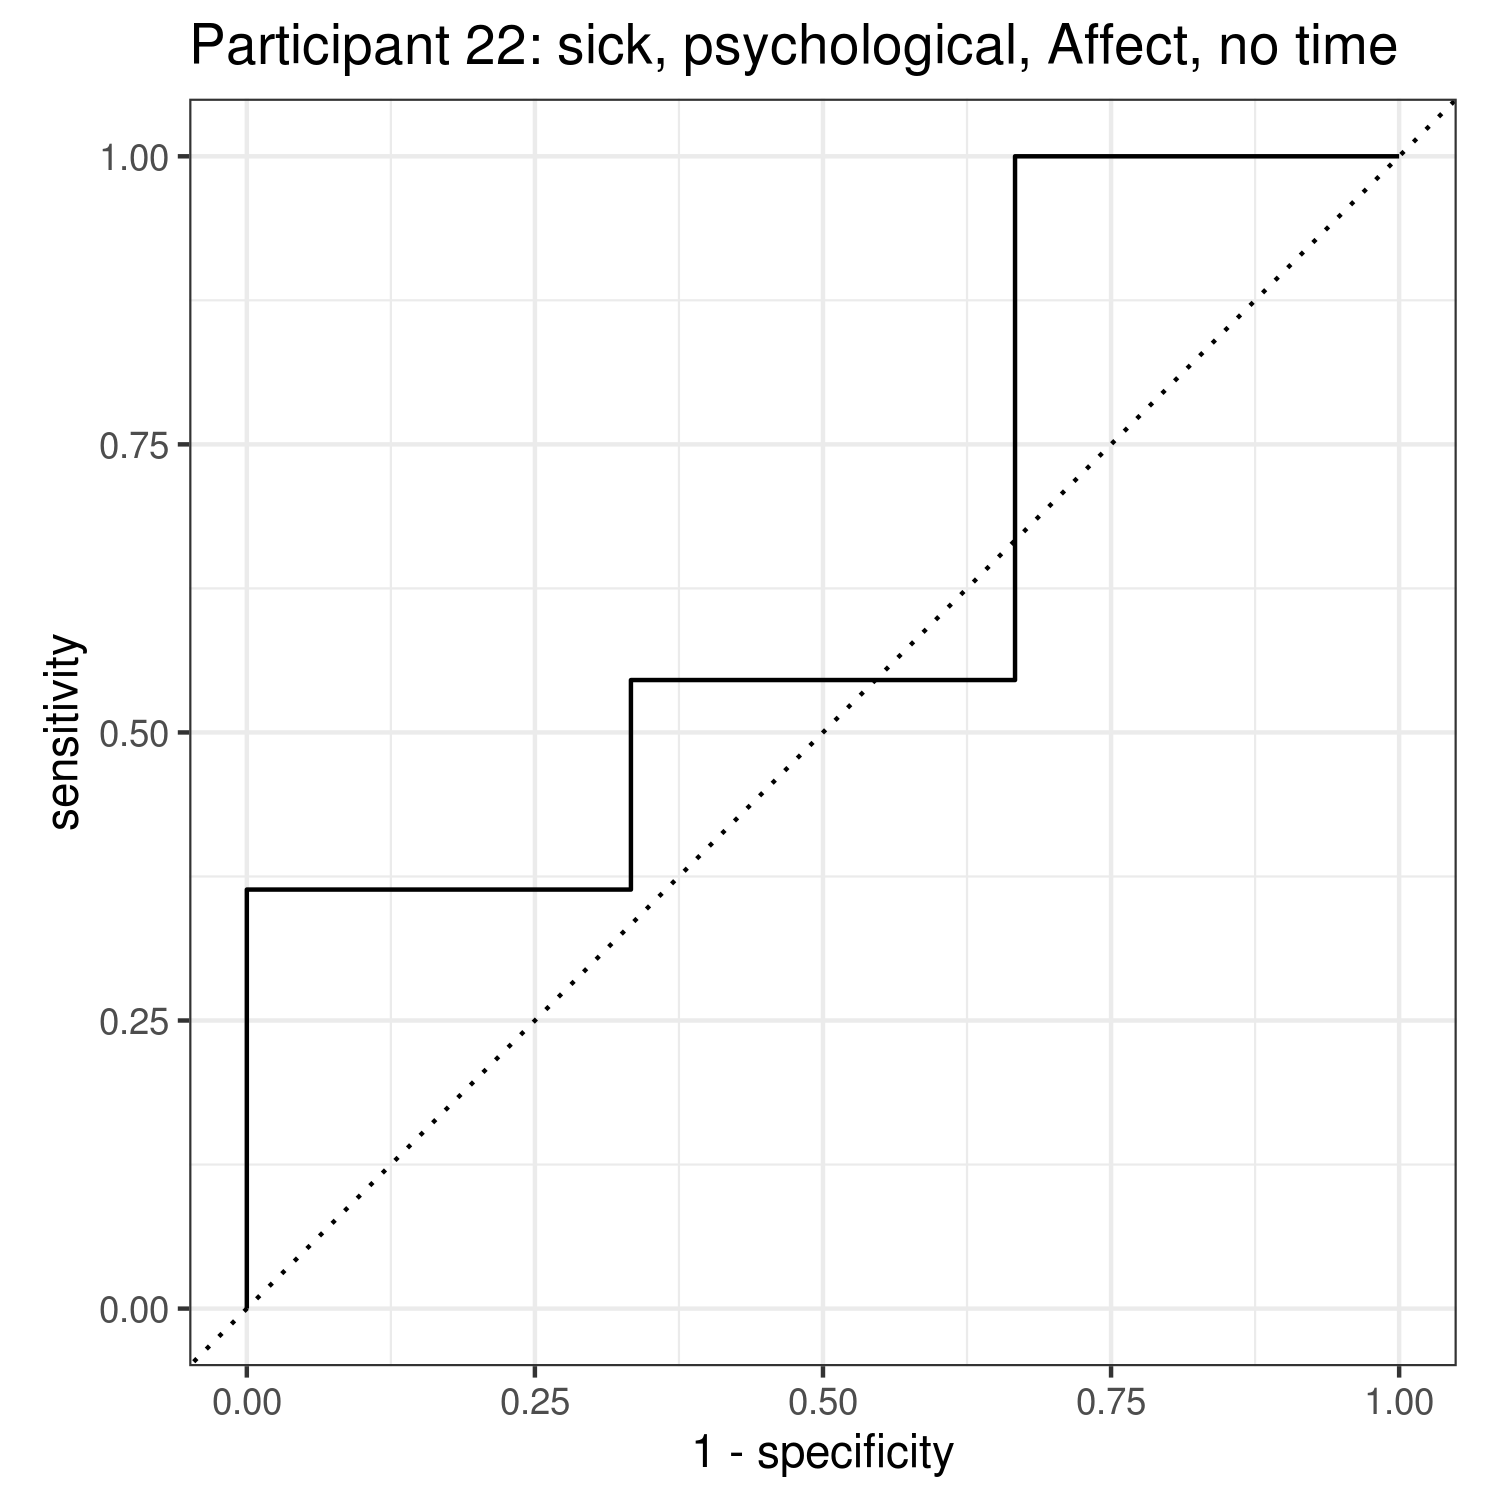 Participant 22: sick, psychological, Affect, no time
1.00
0.75
0.50
0.25
0.00
sensitivity
0.00 0.25 0.50 0.75 1.00
1 - specificity